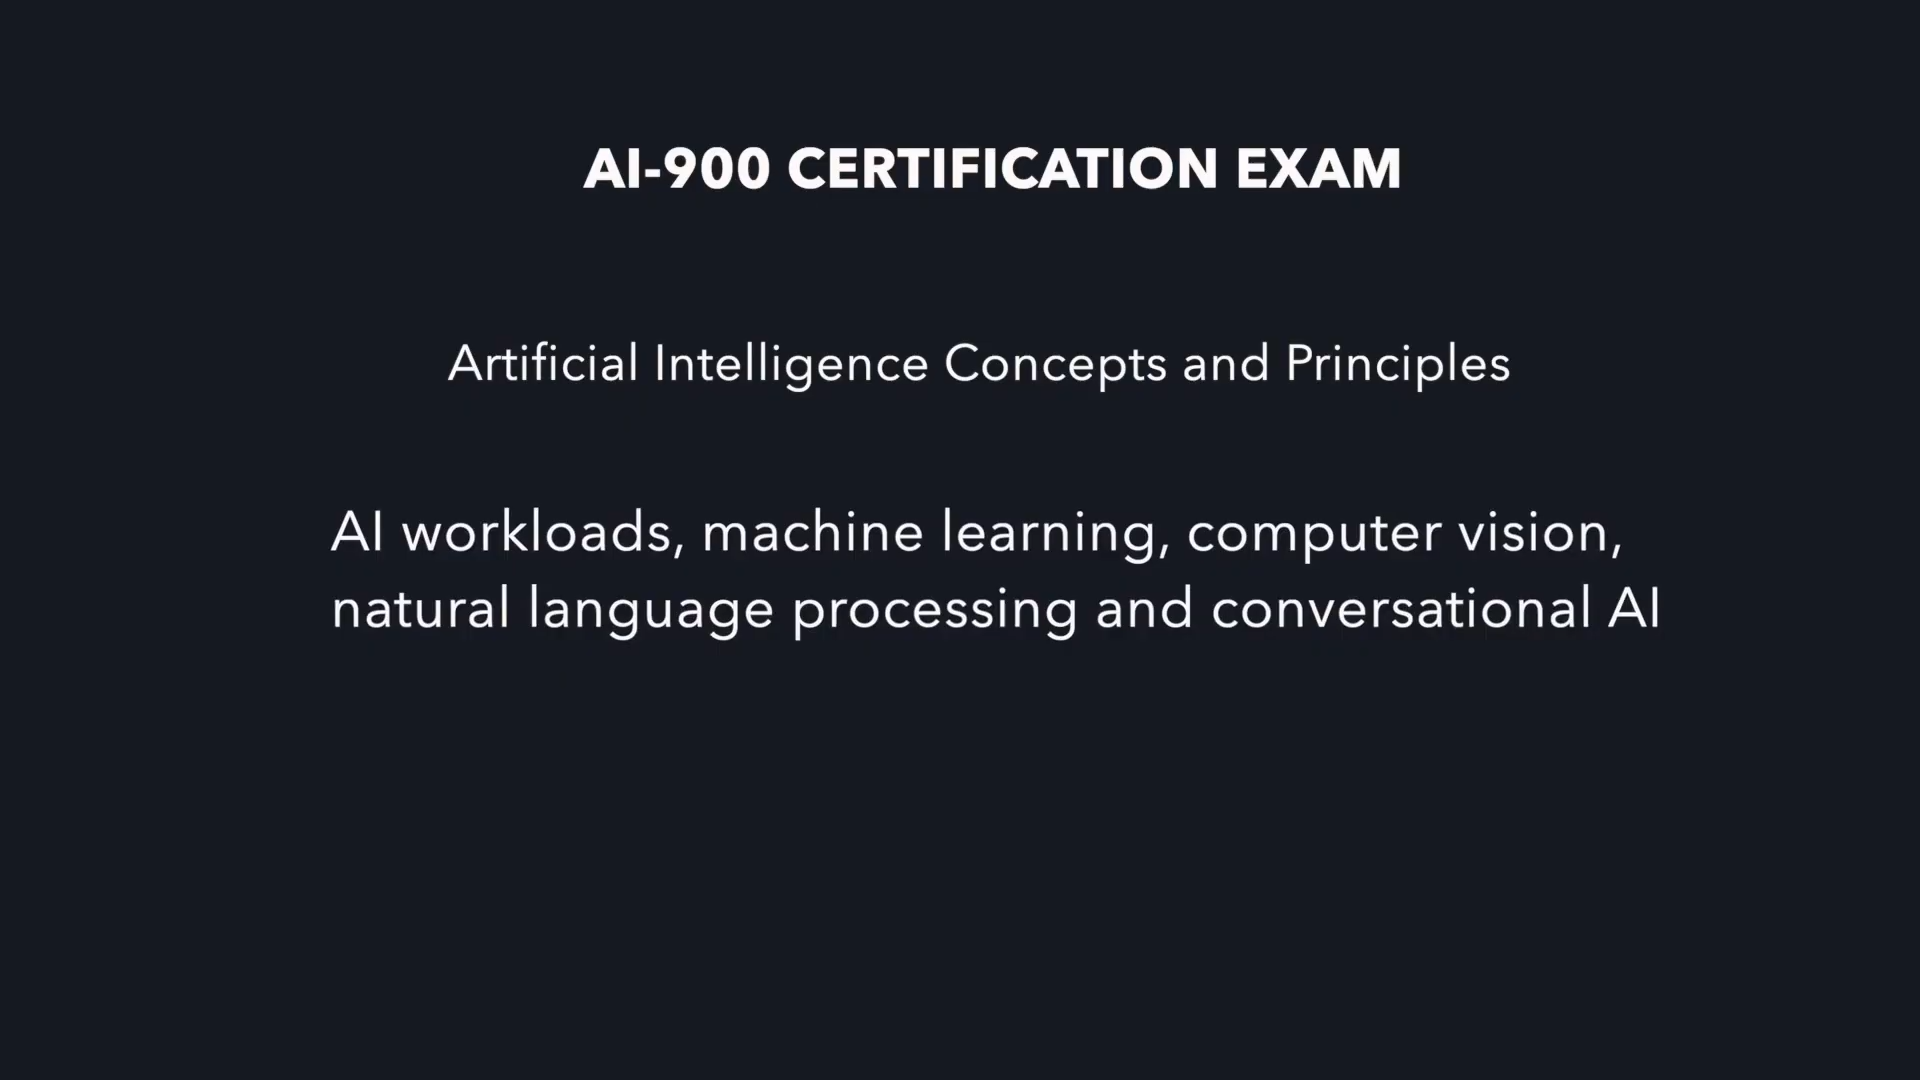 AI-900 CERTIFICATION EXAM
Artificial Intelligence Concepts and Principles
AI workloads, machine learning, computer vision,
natural language processing and conversational AI